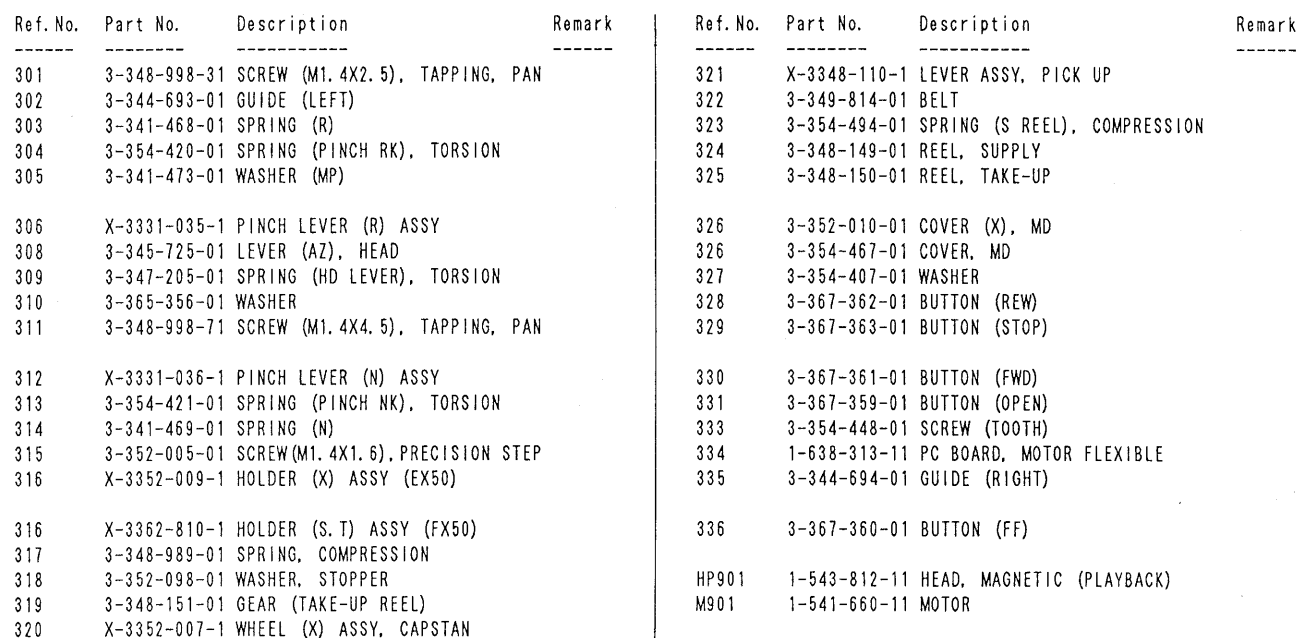 Ref. No. Part No. Description Remark
301 3-348-998-31 SCREW (M1. 4X2. 5), TAPPING, PAN
302 3-344-693-01 GUIDE (LEFT)
303 3-341-468-01 SPRING (R)
304 3-354-420-01 SPRING (PINCH RK), TORSION
305 3-341-473-01 WASHER (MP)
306 X-3331-035-1 PINCH LEVER (R) ASSY
308 3-345-725-01 LEVER (AZ), HEAD
309 3-347-205-01 SPRING (HD LEVER), TORSION
310 3-365-356-01 WASHER
311 3-348-998-71 SCREW (M1. 4X4. 5), TAPPING, PAN
312 X-3331-036-1 PINCH LEVER (N) ASSY
313 3-354-421-01 SPRING (PINCH NK), TORSION
314 3-341-469-01 SPRING (N)
315 3-352-005-01 SCREW(M1. 4X1. 6), PRECISION STEP
316 X-3352-009-1 HOLDER (X) ASSY (EX50)
316 X-3362-810-1 HOLDER (S. T) ASSY (FX50)
317 3-348-989-01 SPRING, COMPRESSION
318 3-352-098-01 WASHER, STOPPER
319 3-348-151-01 GEAR (TAKE-UP REEL)
320 X-3352-007-1 WHEEL (X) ASSY, CAPSTAN
Ref. No. Part No. Description Remark
321 X-3348-110-1 LEVER ASSY, PICK UP
322 3-349-814-01 BELT
323 3-354-494-01 SPRING (S REEL), COMPRESSION
324 3-348-149-01 REEL, SUPPLY
325 3-348-150-01 REEL, TAKE-UP
326 3-352-010-01 COVER (X), MD
326 3-354-467-01 COVER, MD
327 3-354-407-01 WASHER
328 3-367-362-01 BUTTON (REW)
329 3-367-363-01 BUTTON (STOP)
330 3-367-361-01 BUTTON (FWD)
331 3-367-359-01 BUTTON (OPEN)
333 3-354-448-01 SCREW (TOOTH)
334 1-638-313-11 PC BOARD, MOTOR FLEXIBLE
335 3-344-694-01 GUIDE (RIGHT)
336 3-367-360-01 BUTTON (FF)
HP901 1-543-812-11 HEAD, MAGNETIC (PLAYBACK)
M901 1-541-660-11 MOTOR